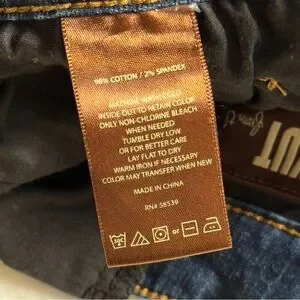 98% COTTON / 2% SPANDEX
MACHINE WASH COLD
INSIDE OUT TO RETAIN COLOR
ONLY NON-CHLORINE BLEACH
WHEN NEEDED
TUMBLE DRY LOW
OR FOR BETTER CARE
LAY FLAT TO DRY
WARM IRON IF NECESSARY
COLOR MAY TRANSFER WHEN NEW
MADE IN CHINA
RN# 58539
or
UT